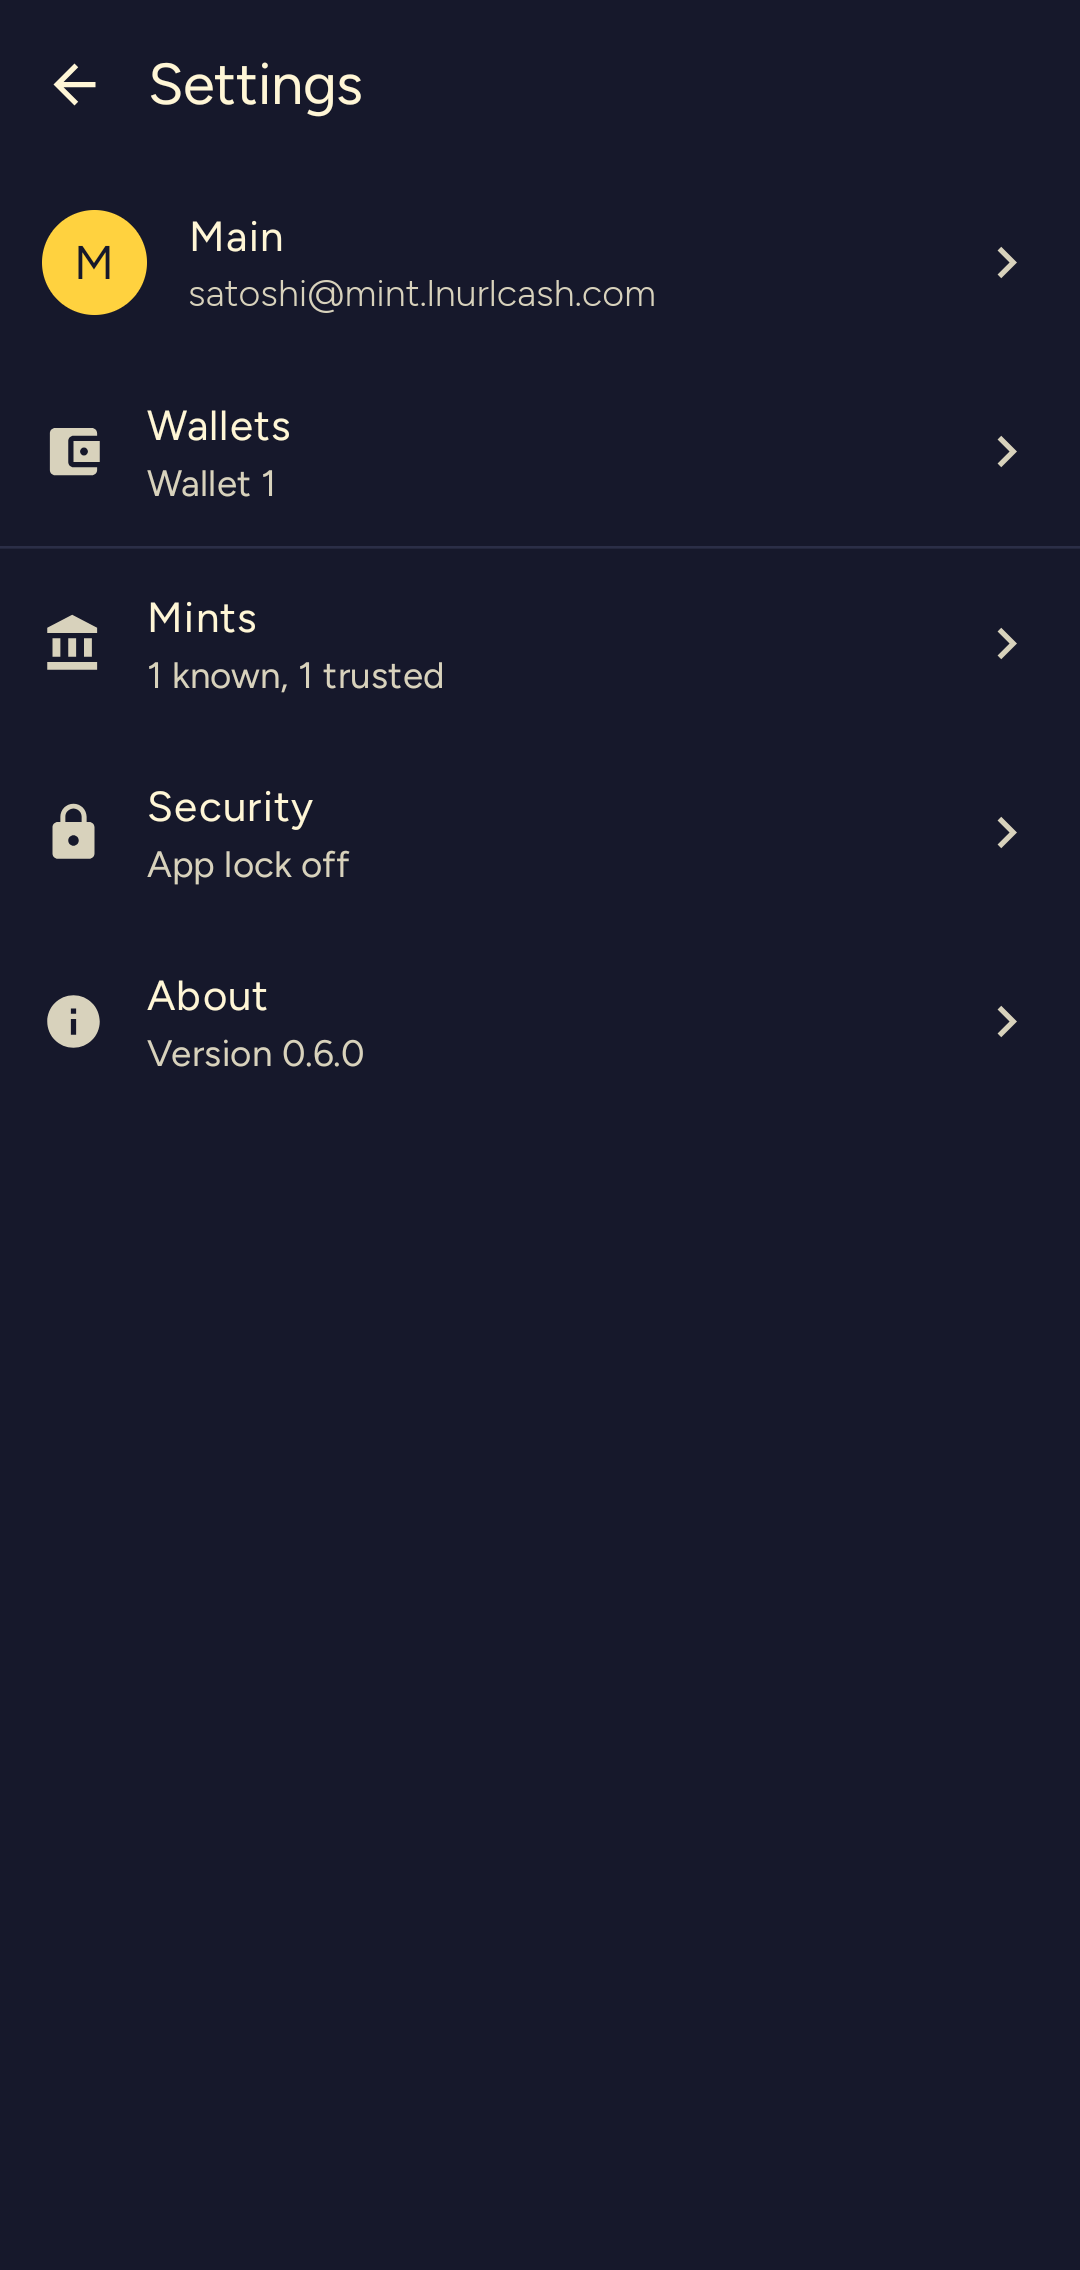 Settings
M
Main
satoshi@mint.lnurlcash.com
Wallets
Wallet 1
Mints
1 known, 1 trusted
Security
App lock off
About
Version 0.6.0